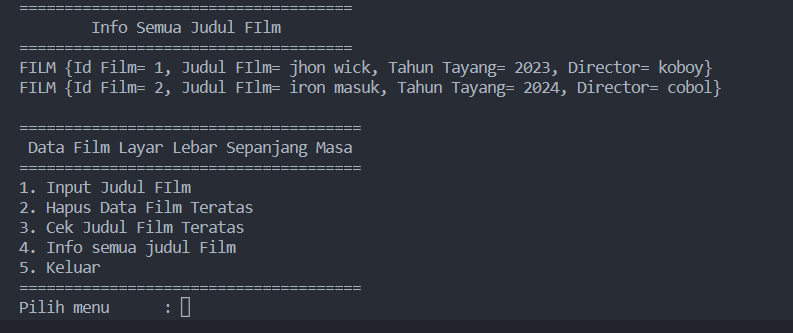 =====================================
Info Semua Judul FIlm
=====================================
FILM {Id Film= 1, Judul FIlm= jhon wick, Tahun Tayang= 2023, Director= koboy}
FILM {Id Film= 2, Judul FIlm= iron masuk, Tahun Tayang= 2024, Director= cobol}
======================================
Data Film Layar Lebar Sepanjang Masa
======================================
1. Input Judul FIlm
2. Hapus Data Film Teratas
3. Cek Judul Film Teratas
4. Info semua judul Film
5. Keluar
======================================
Pilih menu      :